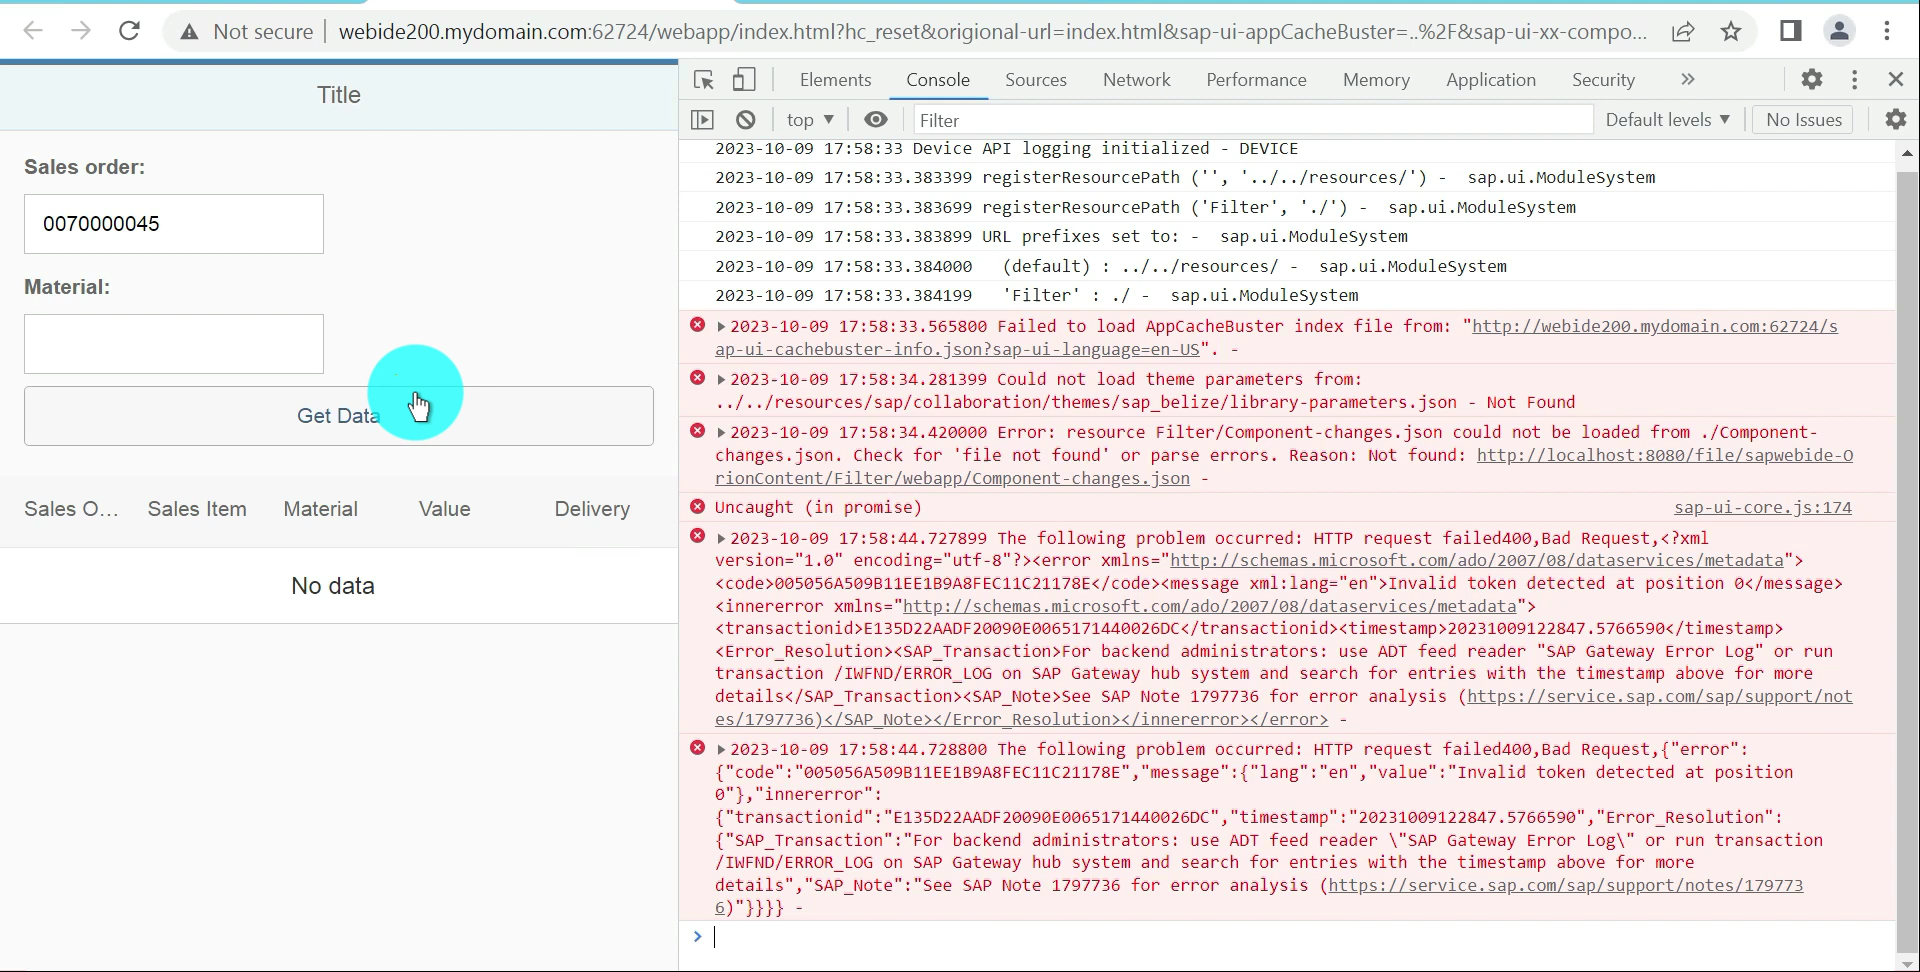 Not secure | webide200.mydomain.com:62724/webapp/index.html?hc_reset&origional-url=index.html&sap-ui-appCacheBuster=..%2F&sap-ui-xx-compo...
Title
Sales order:
0070000045
Material:
Get Data
Sales O... Sales Item Material Value Delivery
No data
Elements Console Sources Network Performance Memory Application Security »
top ▼ Filter Default levels ▼ No Issues
2023-10-09 17:58:33 Device API logging initialized - DEVICE
2023-10-09 17:58:33.383399 registerResourcePath ('', '../../resources/') - sap.ui.ModuleSystem
2023-10-09 17:58:33.383699 registerResourcePath ('Filter', './') - sap.ui.ModuleSystem
2023-10-09 17:58:33.383899 URL prefixes set to: - sap.ui.ModuleSystem
2023-10-09 17:58:33.384000 (default) : ../../resources/ - sap.ui.ModuleSystem
2023-10-09 17:58:33.384199 'Filter' : ./ - sap.ui.ModuleSystem
2023-10-09 17:58:33.565800 Failed to load AppCacheBuster index file from: "http://webide200.mydomain.com:62724/s
ap-ui-cachebuster-info.json?sap-ui-language=en-US". -
2023-10-09 17:58:34.281399 Could not load theme parameters from:
../../resources/sap/collaboration/themes/sap_belize/library-parameters.json - Not Found
2023-10-09 17:58:34.420000 Error: resource Filter/Component-changes.json could not be loaded from ./Component-
changes.json. Check for 'file not found' or parse errors. Reason: Not found: http://localhost:8080/file/sapwebide-O
rionContent/Filter/webapp/Component-changes.json -
Uncaught (in promise) sap-ui-core.js:174
2023-10-09 17:58:44.727899 The following problem occurred: HTTP request failed400,Bad Request,<?xml
version="1.0" encoding="utf-8"?><error xmlns="http://schemas.microsoft.com/ado/2007/08/dataservices/metadata">
<code>005056A509B11EE1B9A8FEC11C21178E</code><message xml:lang="en">Invalid token detected at position 0</message>
<innererror xmlns="http://schemas.microsoft.com/ado/2007/08/dataservices/metadata">
<transactionid>E135D22AADF20090E0065171440026DC</transactionid><timestamp>20231009122847.5766590</timestamp>
<Error_Resolution><SAP_Transaction>For backend administrators: use ADT feed reader "SAP Gateway Error Log" or run
transaction /IWFND/ERROR_LOG on SAP Gateway hub system and search for entries with the timestamp above for more
details</SAP_Transaction><SAP_Note>See SAP Note 1797736 for error analysis (https://service.sap.com/sap/support/not
es/1797736)</SAP_Note></Error_Resolution></innererror></error> -
2023-10-09 17:58:44.728800 The following problem occurred: HTTP request failed400,Bad Request,{"error":
{"code":"005056A509B11EE1B9A8FEC11C21178E","message":{"lang":"en","value":"Invalid token detected at position
0"},"innererror":
{"transactionid":"E135D22AADF20090E0065171440026DC","timestamp":"20231009122847.5766590","Error_Resolution":
{"SAP_Transaction":"For backend administrators: use ADT feed reader \"SAP Gateway Error Log\" or run transaction
/IWFND/ERROR_LOG on SAP Gateway hub system and search for entries with the timestamp above for more
details","SAP_Note":"See SAP Note 1797736 for error analysis (https://service.sap.com/sap/support/notes/179773
6)"}}}} -